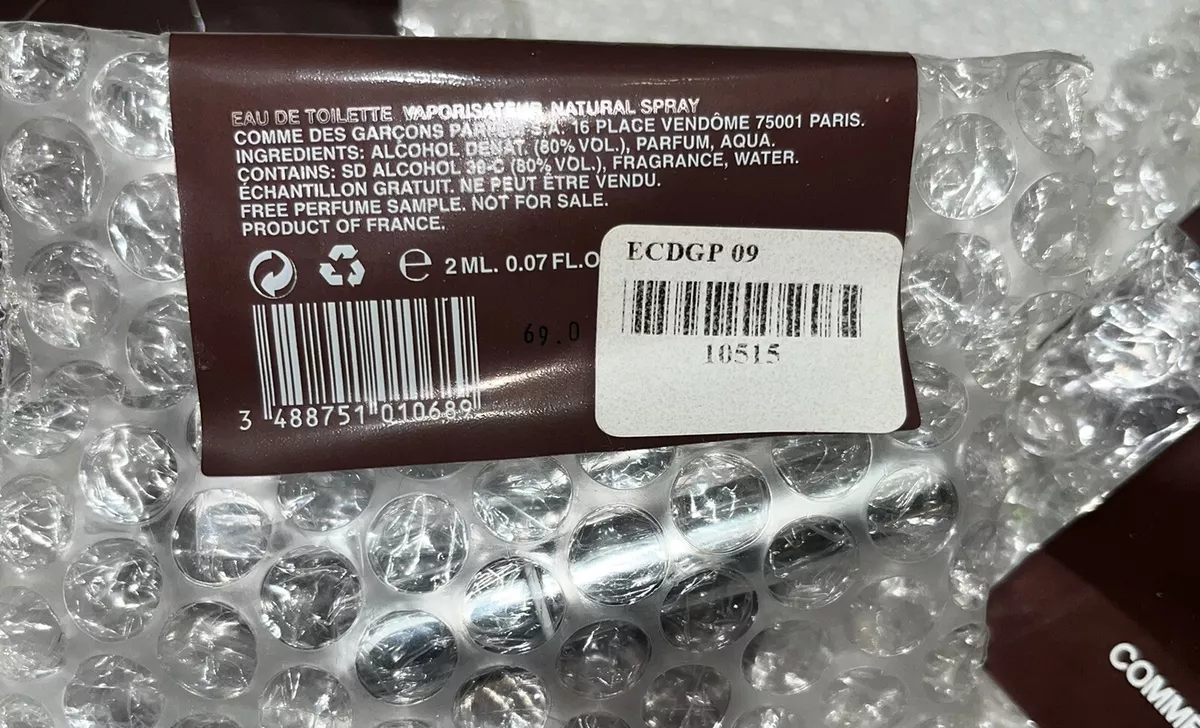 EAU DE TOILETTE VAPORISATEUR NATURAL SPRAY
COMME DES GARÇONS PARFUMS S.A. 16 PLACE VENDÔME 75001 PARIS.
INGREDIENTS: ALCOHOL DENAT. (80% VOL.), PARFUM, AQUA.
CONTAINS: SD ALCOHOL 39-C (80% VOL.), FRAGRANCE, WATER.
ÉCHANTILLON GRATUIT. NE PEUT ÊTRE VENDU.
FREE PERFUME SAMPLE. NOT FOR SALE.
PRODUCT OF FRANCE.
e 2 ML. 0.07 FL.O
69.0
3 488751 010689
ECDGP 09
10515
COMM